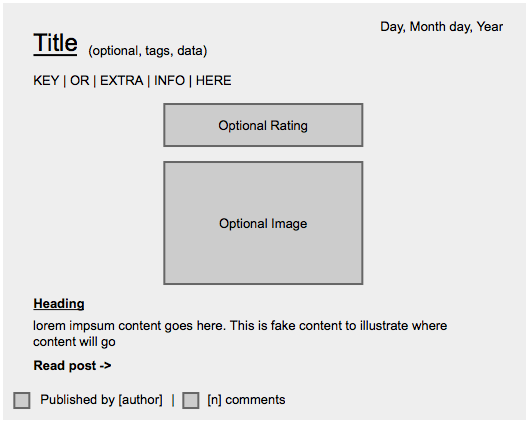 Day, Month day, Year
Title (optional, tags, data)
KEY | OR | EXTRA | INFO | HERE
Optional Rating
Optional Image
Heading
lorem impsum content goes here. This is fake content to illustrate where
content will go
Read post ->
Published by [author] | [n] comments